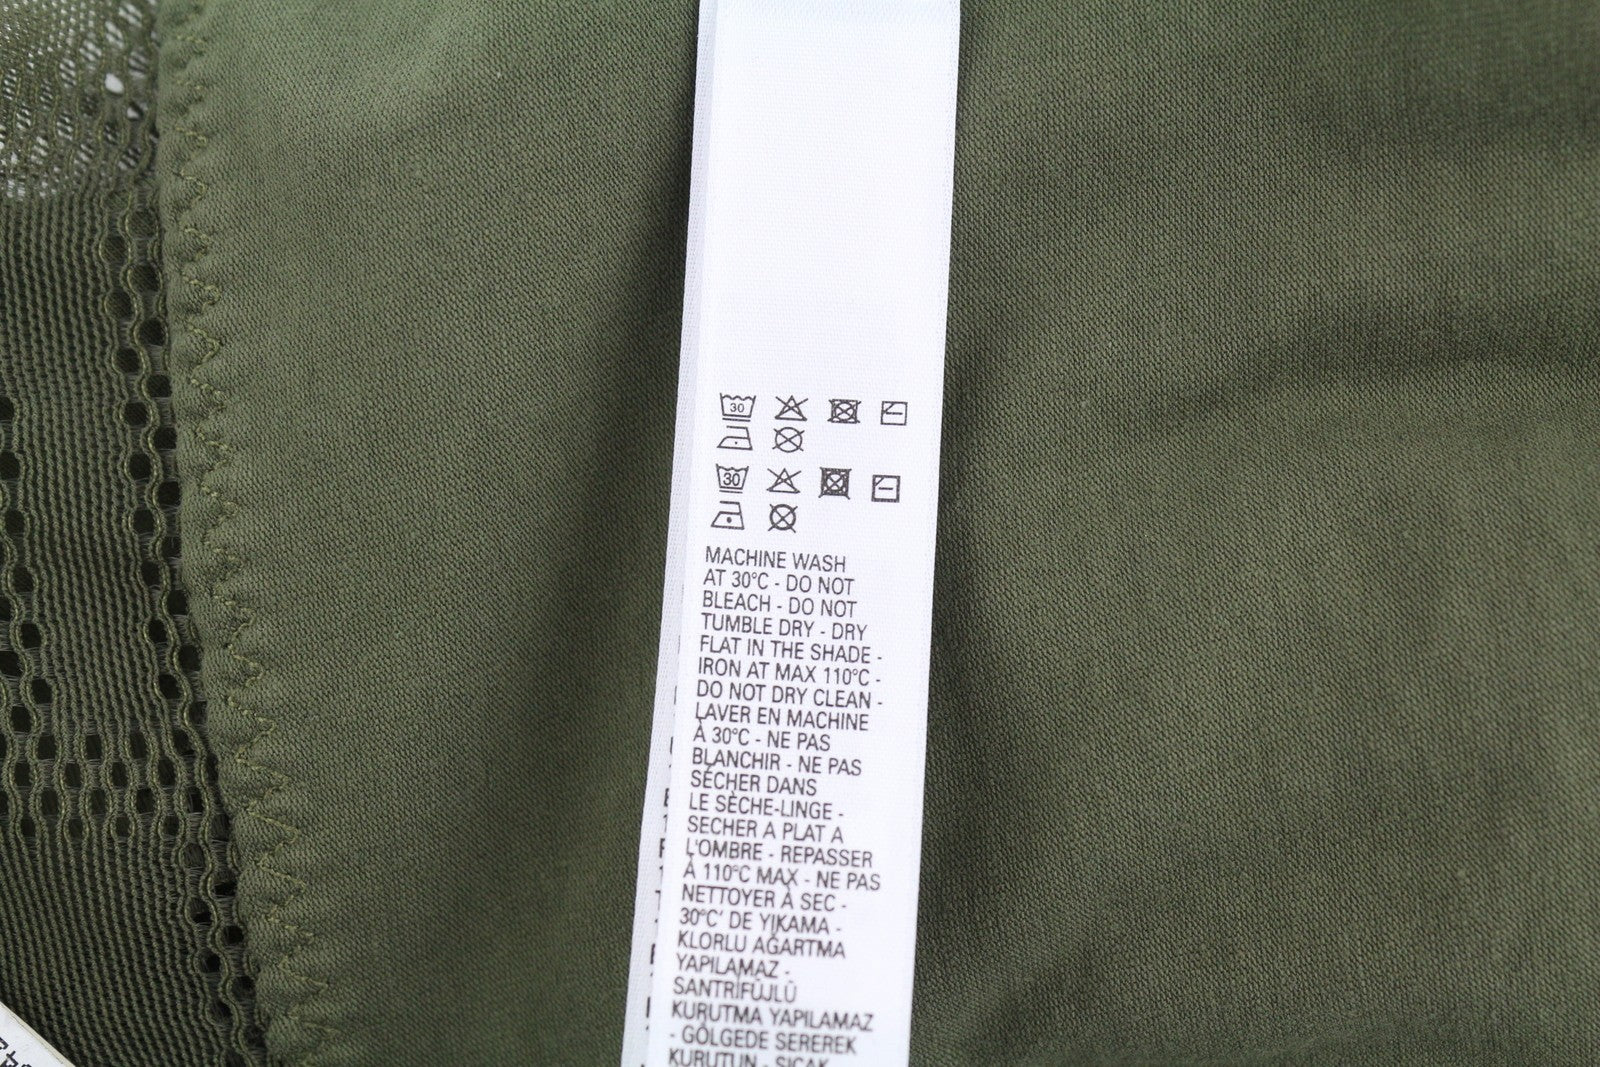 30
30
MACHINE WASH
AT 30°C - DO NOT
BLEACH - DO NOT
TUMBLE DRY - DRY
FLAT IN THE SHADE -
IRON AT MAX 110°C -
DO NOT DRY CLEAN -
LAVER EN MACHINE
À 30°C - NE PAS
BLANCHIR - NE PAS
SÉCHER DANS
LE SÈCHE-LINGE -
SECHER A PLAT A
L'OMBRE - REPASSER
À 110°C MAX - NE PAS
NETTOYER À SEC -
30°C' DE YIKAMA -
KLORLU AĞARTMA
YAPILAMAZ -
SANTRİFÜJLÜ
KURUTMA YAPILAMAZ
- GÖLGEDE SEREREK
KURUTUN - SICAK